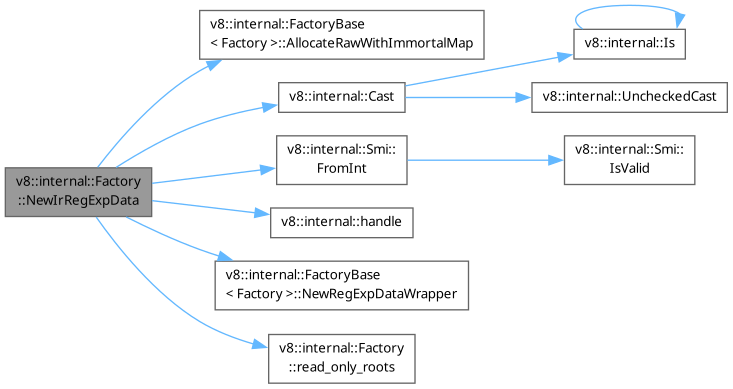 v8::internal::FactoryBase
< Factory >::AllocateRawWithImmortalMap
v8::internal::Is
v8::internal::Cast
v8::internal::UncheckedCast
v8::internal::Smi::
FromInt
v8::internal::Smi::
IsValid
v8::internal::Factory
::NewIrRegExpData
v8::internal::handle
v8::internal::FactoryBase
< Factory >::NewRegExpDataWrapper
v8::internal::Factory
::read_only_roots